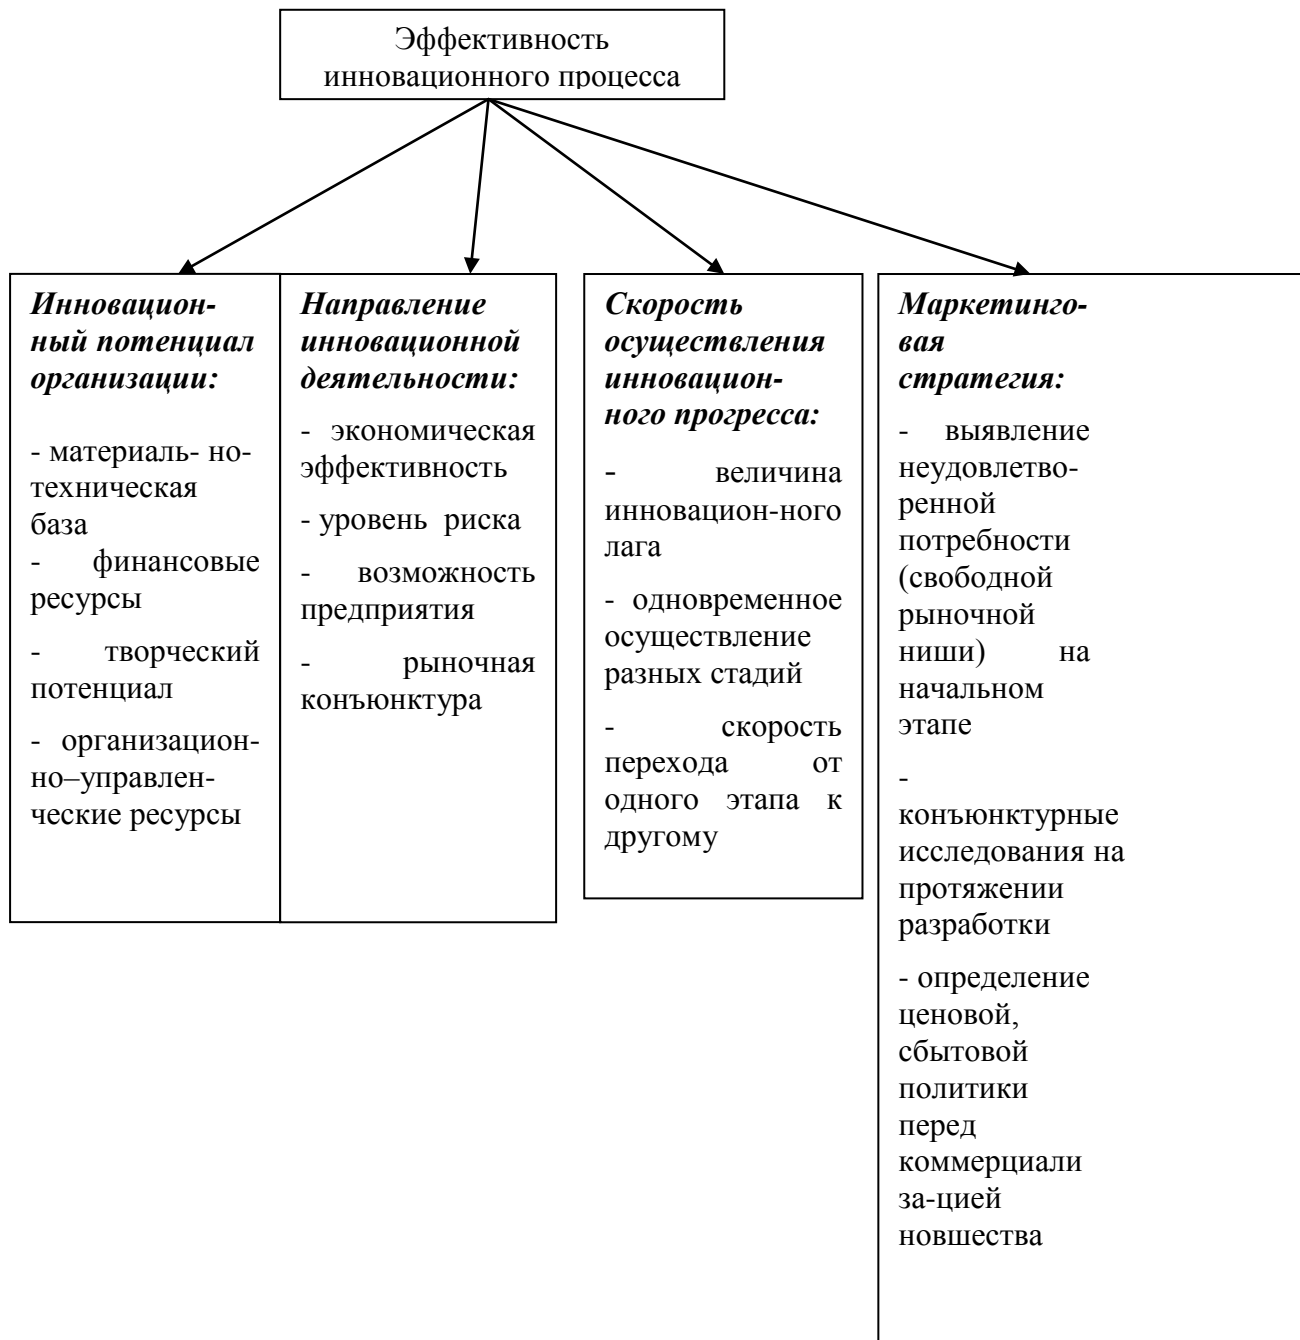 Эффективность
инновационного процесса
Инновацион-
ный потенциал
организации:
- материаль- но-
техническая
база
- финансовые
ресурсы
- творческий
потенциал
- организацион-
но–управлен-
ческие ресурсы
Направление
инновационной
деятельности:
- экономическая
эффективность
- уровень риска
- возможность
предприятия
- рыночная
конъюнктура
Скорость
осуществления
инновацион-
ного прогресса:
- величина
инновацион-ного
лага
- одновременное
осуществление
разных стадий
- скорость
перехода от
одного этапа к
другому
Маркетинго-
вая
стратегия:
- выявление
неудовлетво-
ренной
потребности
(свободной
рыночной
ниши) на
начальном
этапе
-
конъюнктурные
исследования на
протяжении
разработки
- определение
ценовой,
сбытовой
политики
перед
коммерциали
за-цией
новшества